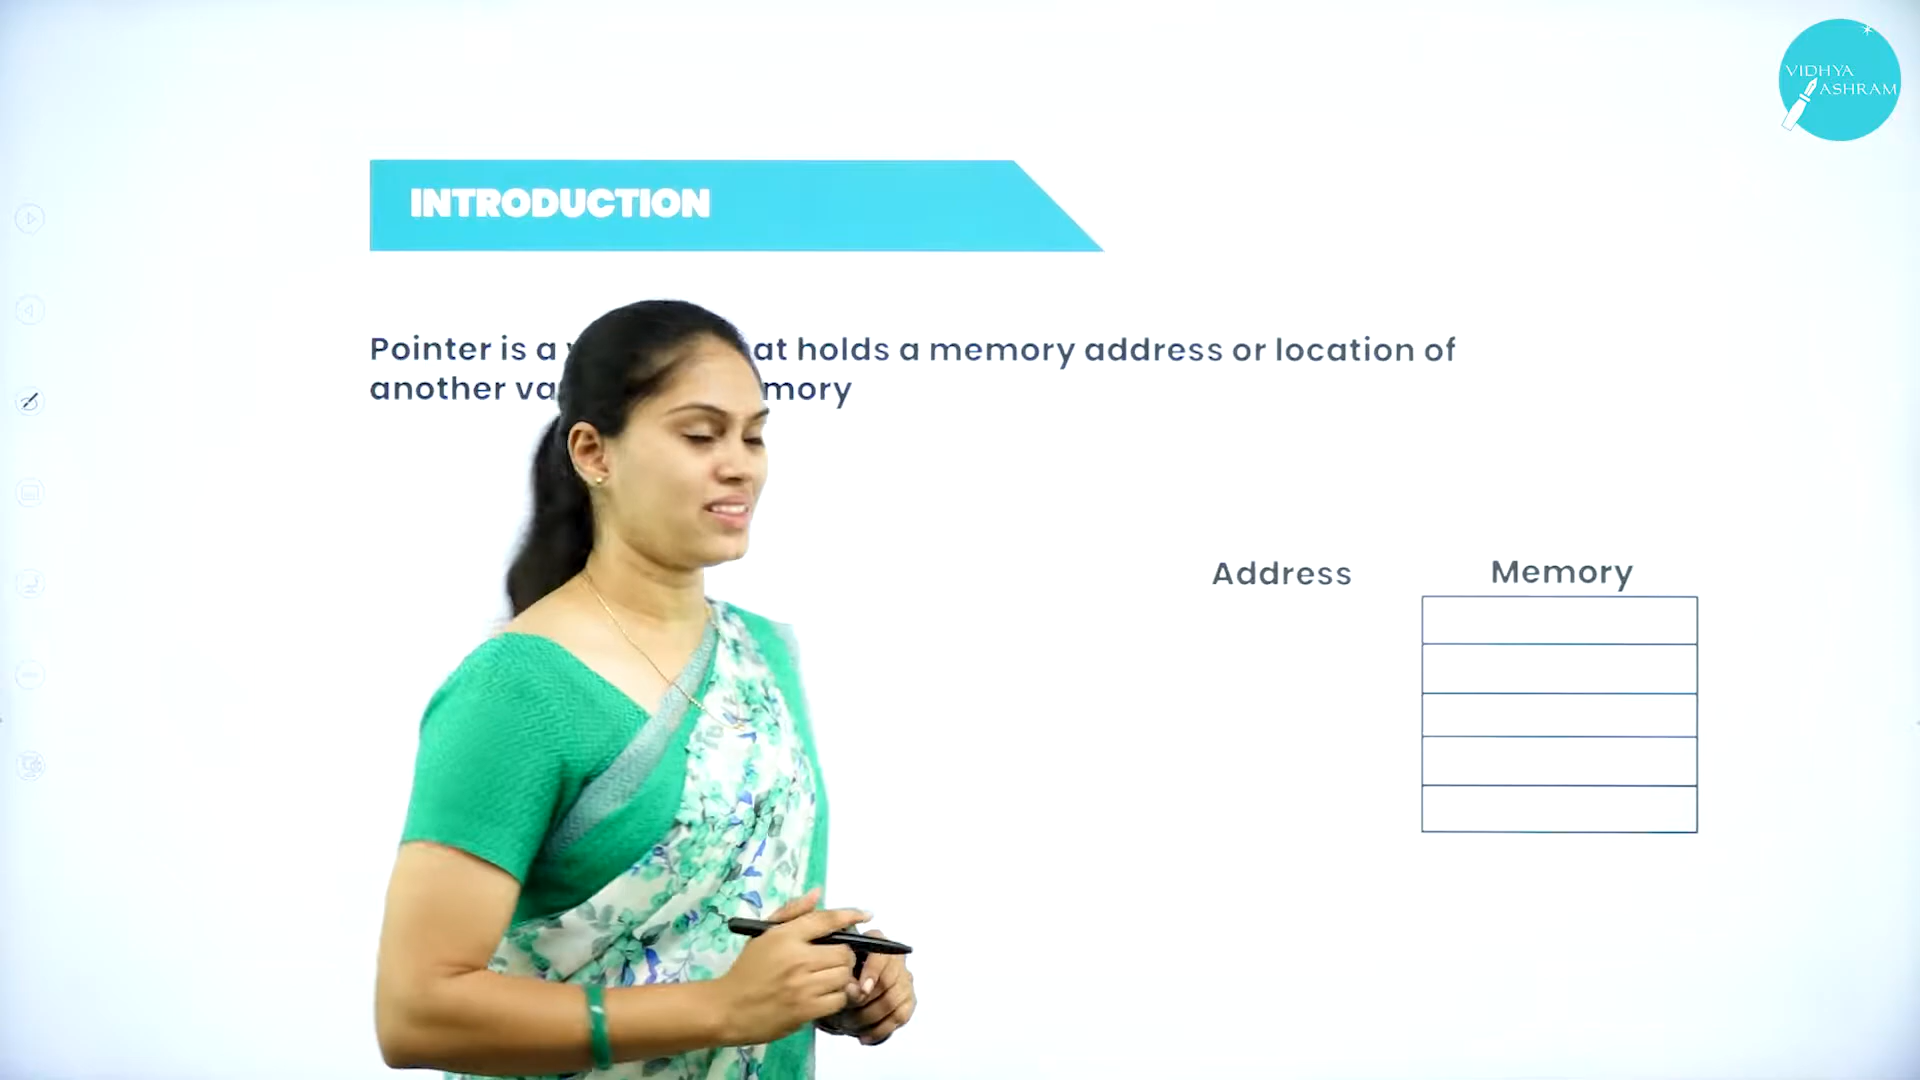 VIDHYA
ASHRAM
INTRODUCTION
Pointer is a at holds a memory address or location of
another va mory
Address Memory